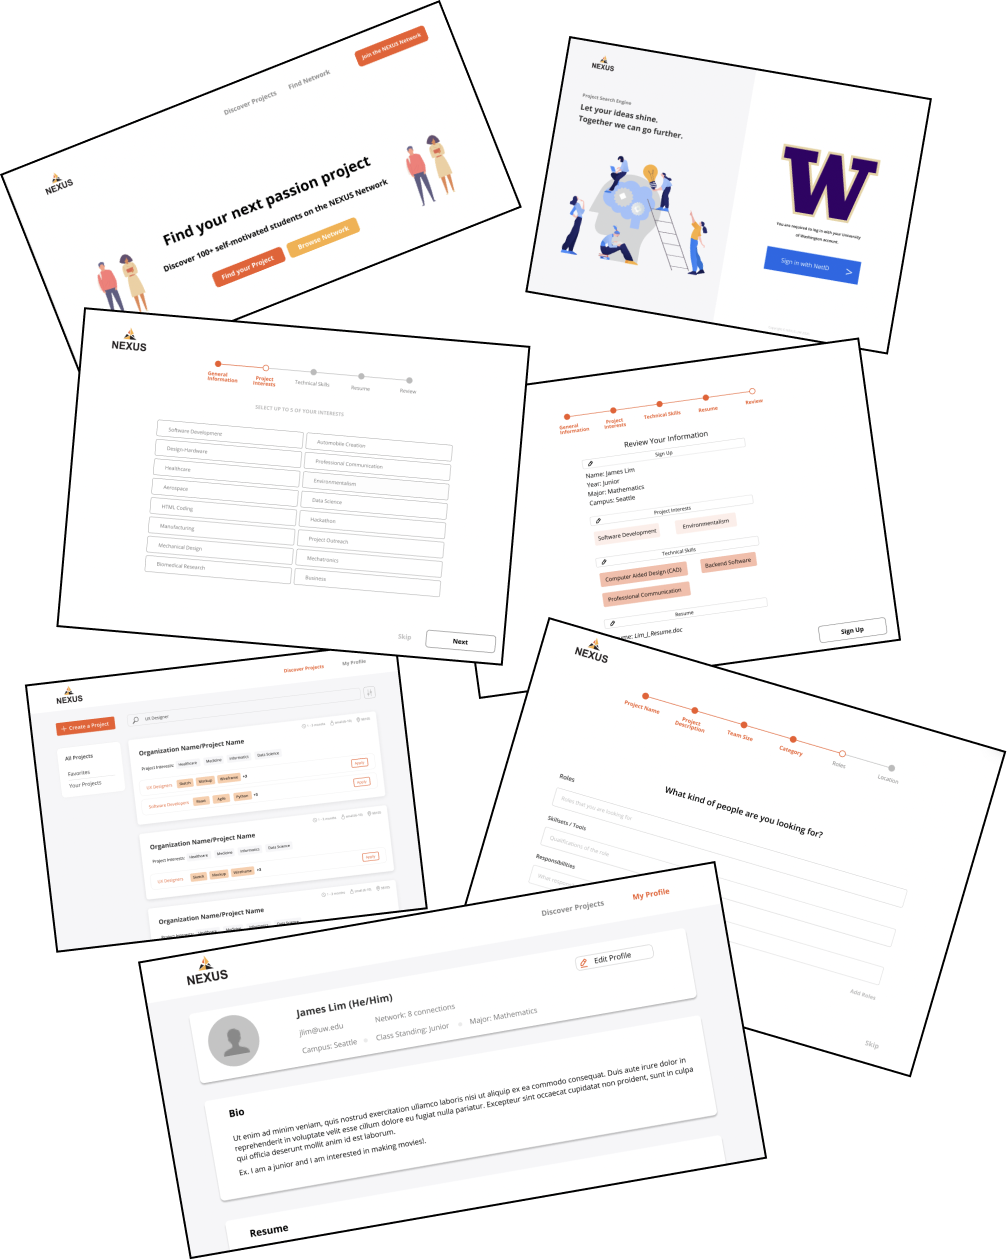 Join the NEXUS Network
Discover Projects
Find Network
NEXUS
Find your next passion project
Discover 100+ self-motivated students on the NEXUS Network
Find your Project
Browse Network
NEXUS
Project Search Engine
Let your ideas shine.
Together we can go further.
W
You are required to log in with your University
of Washington account.
Sign in with NetID
>
NEXUS
General
Information
Project
Interests
Technical Skills
Resume
Review
SELECT UP TO 5 OF YOUR INTERESTS
Software Development
Automobile Creation
Design Hardware
Professional Communication
Healthcare
Environmentalism
Aerospace
Data Science
HTML Coding
Hackathon
Manufacturing
Project Outreach
Mechanical Design
Mechatronics
Biomedical Research
Business
Skip
Next
General
Information
Project
Interests
Technical Skills
Resume
Review
Review Your Information
Sign Up
Name: James Lim
Year: Junior
Major: Mathematics
Campus: Seattle
Project Interests
Software Development
Environmentalism
Technical Skills
Computer Aided Design (CAD)
Backend Software
Professional Communication
Resume
Lim_J_Resume.doc
Sign Up
NEXUS
Discover Projects
My Profile
+ Create a Project
UX Designer
All Projects
Favorites
Your Projects
Organization Name/Project Name
Project Interests: Healthcare Medicine Informatics Data Science
UX Designers Sketch Mockup Wireframe +3
Apply
Software Developers React Agile Python +2
Apply
Organization Name/Project Name
Project Interests: Healthcare Medicine Informatics Data Science
UX Designers Sketch Mockup Wireframe +3
Apply
Organization Name/Project Name
NEXUS
Project Name
Project
Description
Team Size
Category
Roles
Location
What kind of people are you looking for?
Roles
Roles that you are looking for
Skillsets / Tools
Qualifications of the role
Responsibilities
Add Roles
Skip
NEXUS
Discover Projects
My Profile
James Lim (He/Him)
Edit Profile
jlim@uw.edu
Network: 8 connections
Campus: Seattle
Class Standing: Junior
Major: Mathematics
Bio
Ut enim ad minim veniam, quis nostrud exercitation ullamco laboris nisi ut aliquip ex ea commodo consequat. Duis aute irure dolor in
reprehenderit in voluptate velit esse cillum dolore eu fugiat nulla pariatur. Excepteur sint occaecat cupidatat non proident, sunt in culpa
qui officia deserunt mollit anim id est laborum.
Ex. I am a junior and I am interested in making movies!.
Resume